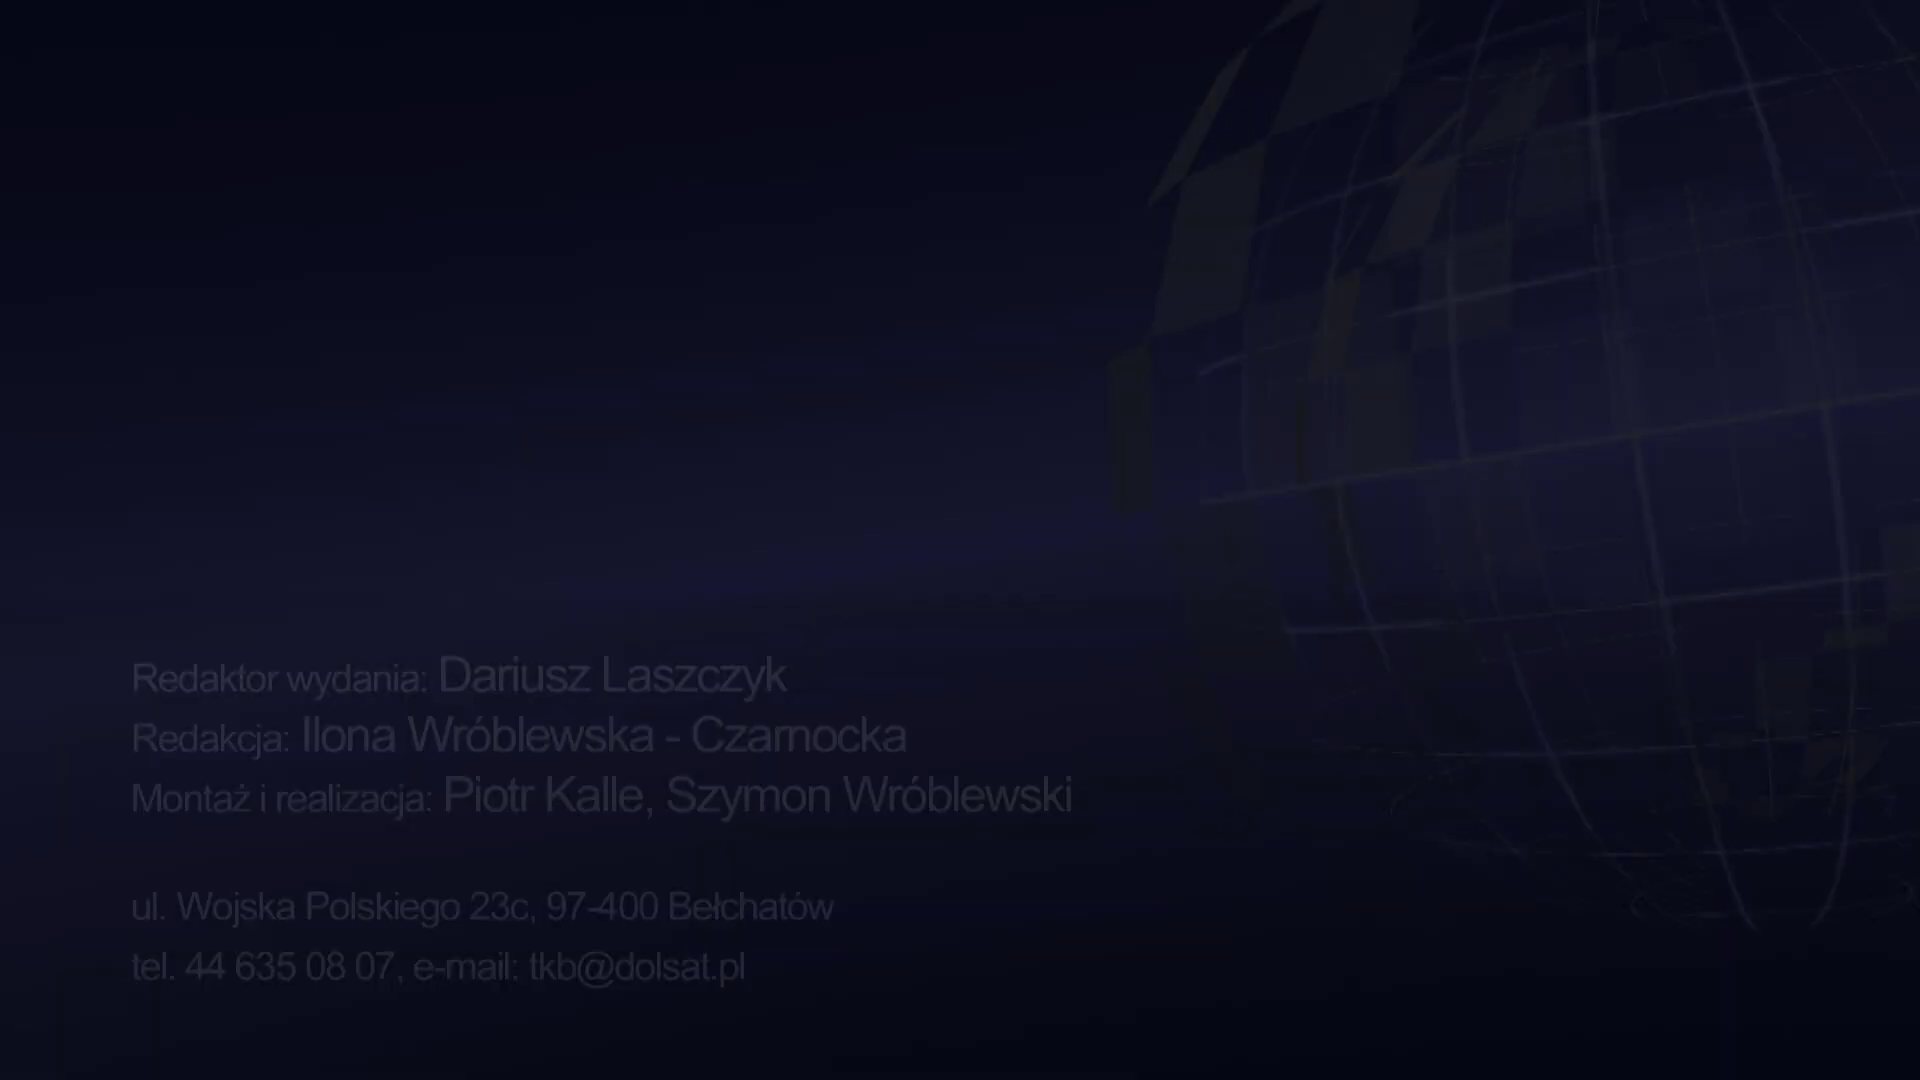 Redaktor wydania: Dariusz Laszczyk
Redakcja: Ilona Wróblewska - Czarnocka
Montaż i realizacja: Piotr Kalle, Szymon Wróblewski
ul. Wojska Polskiego 23c, 97-400 Bełchatów
tel. 44 635 08 07, e-mail: tkb@dolsat.pl